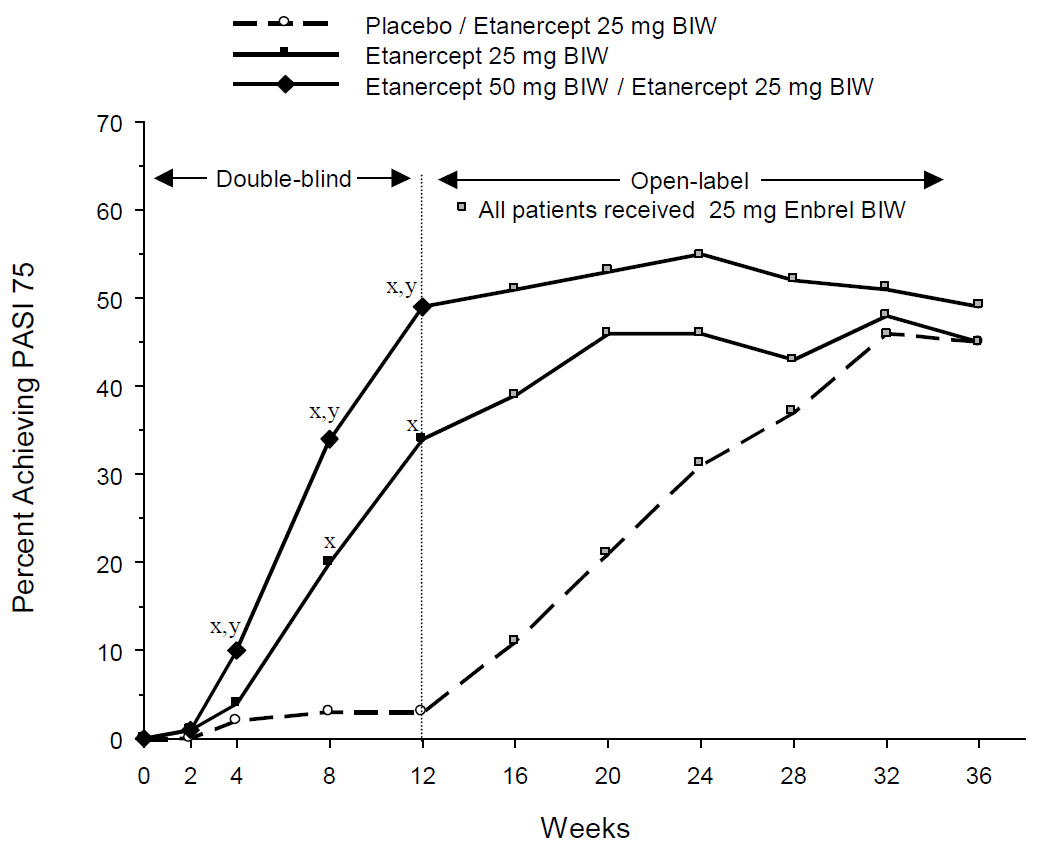 Placebo / Etanercept 25 mg BIW
Etanercept 25 mg BIW
Etanercept 50 mg BIW / Etanercept 25 mg BIW
70
Double-blind
Open-label
All patients received 25 mg Enbrel BIW
60
50
40
30
20
10
0
x,y
x,y
x
x
x,y
Percent Achieving PASI 75
0 2 4 8 12 16 20 24 28 32 36
Weeks